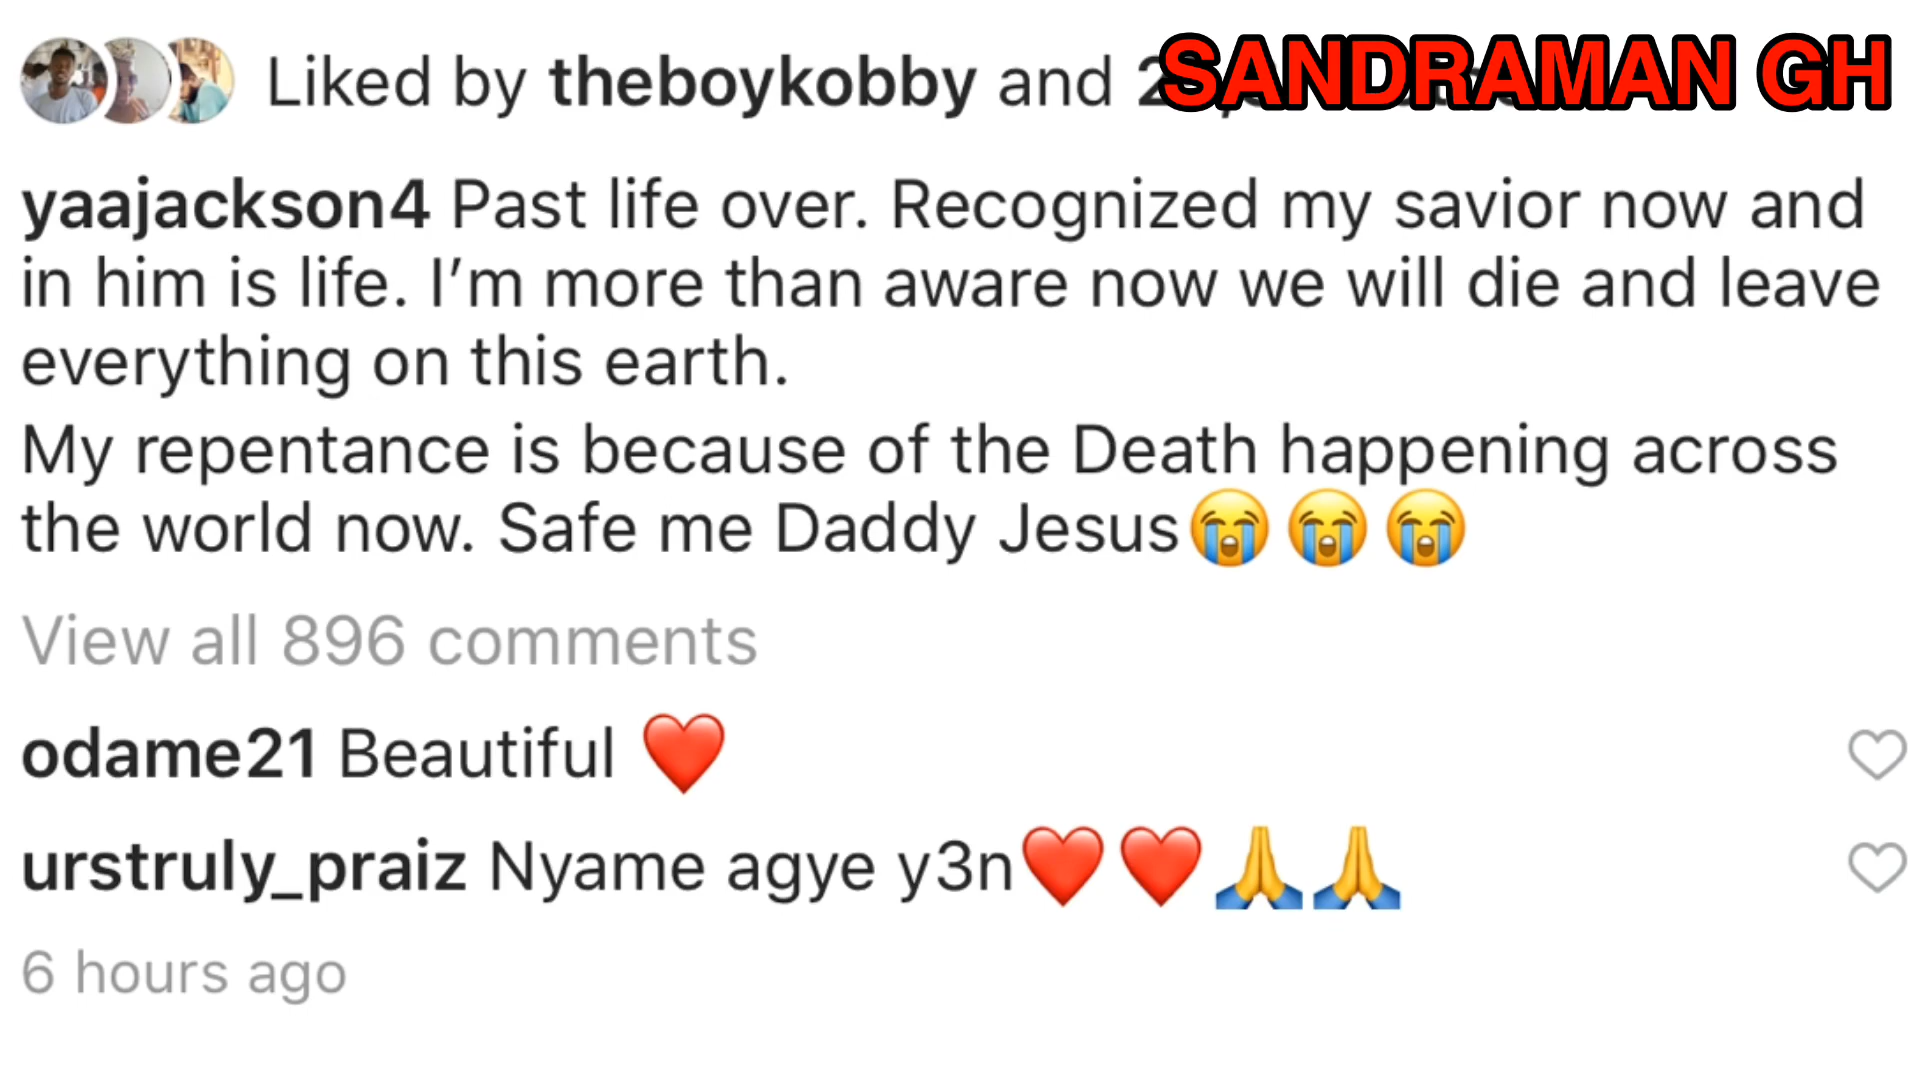 Liked by theboykobby and
SANDRAMAN GH
yaajackson4 Past life over. Recognized my savior now and
in him is life. I'm more than aware now we will die and leave
everything on this earth.
My repentance is because of the Death happening across
the world now. Safe me Daddy Jesus😭😭😭
View all 896 comments
odame21 Beautiful ❤️
urstruly_praiz Nyame agye y3n❤️❤️🙏🙏
6 hours ago